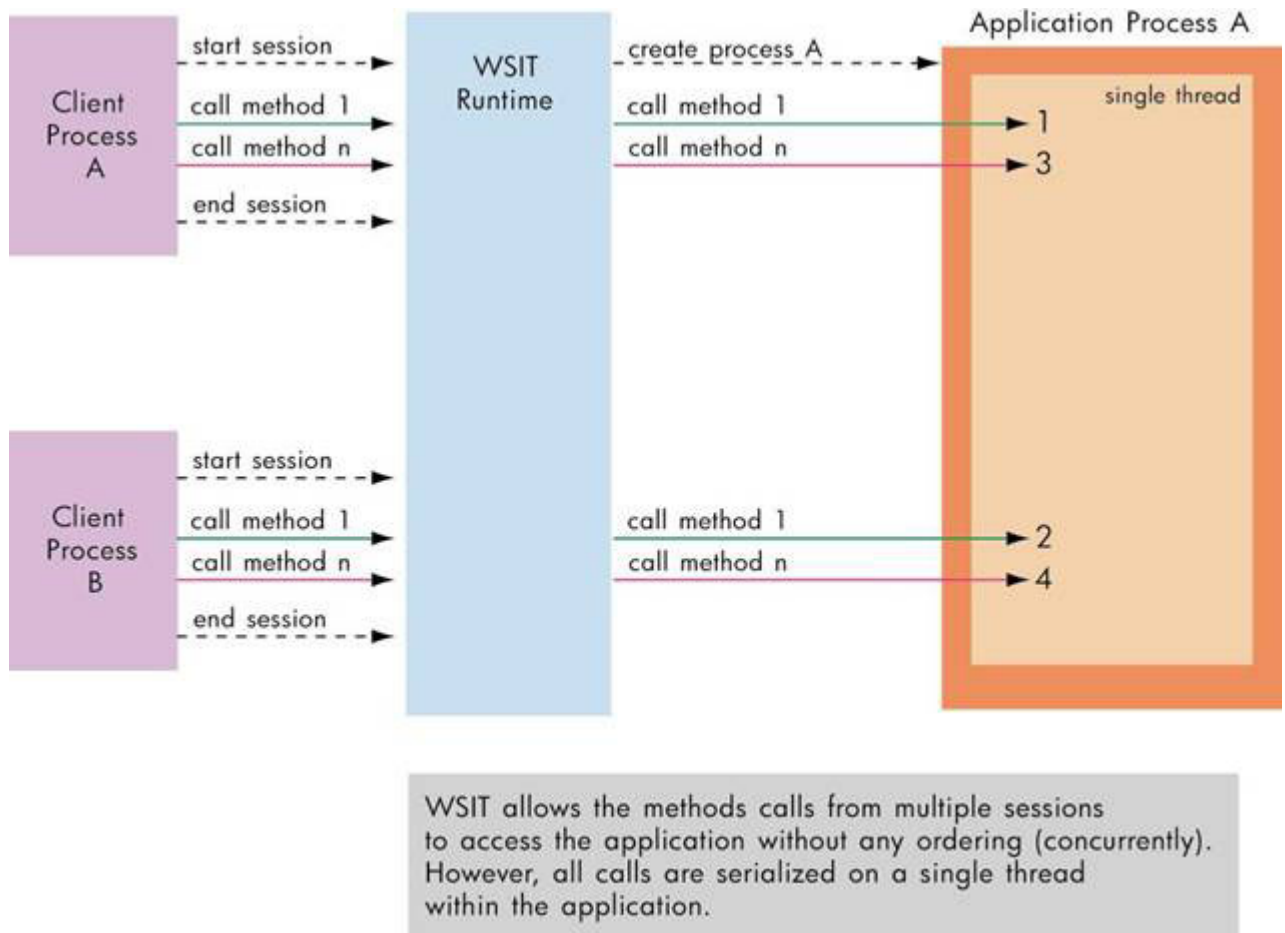 Application Process A
start session
create process A
WSIT
Runtime
single thread
Client
Process
A
call method 1
call method 1
1
call method n
call method n
3
end session
start session
Client
Process
B
call method 1
call method 1
2
call method n
call method n
4
end session
WSIT allows the methods calls from multiple sessions
to access the application without any ordering (concurrently).
However, all calls are serialized on a single thread
within the application.